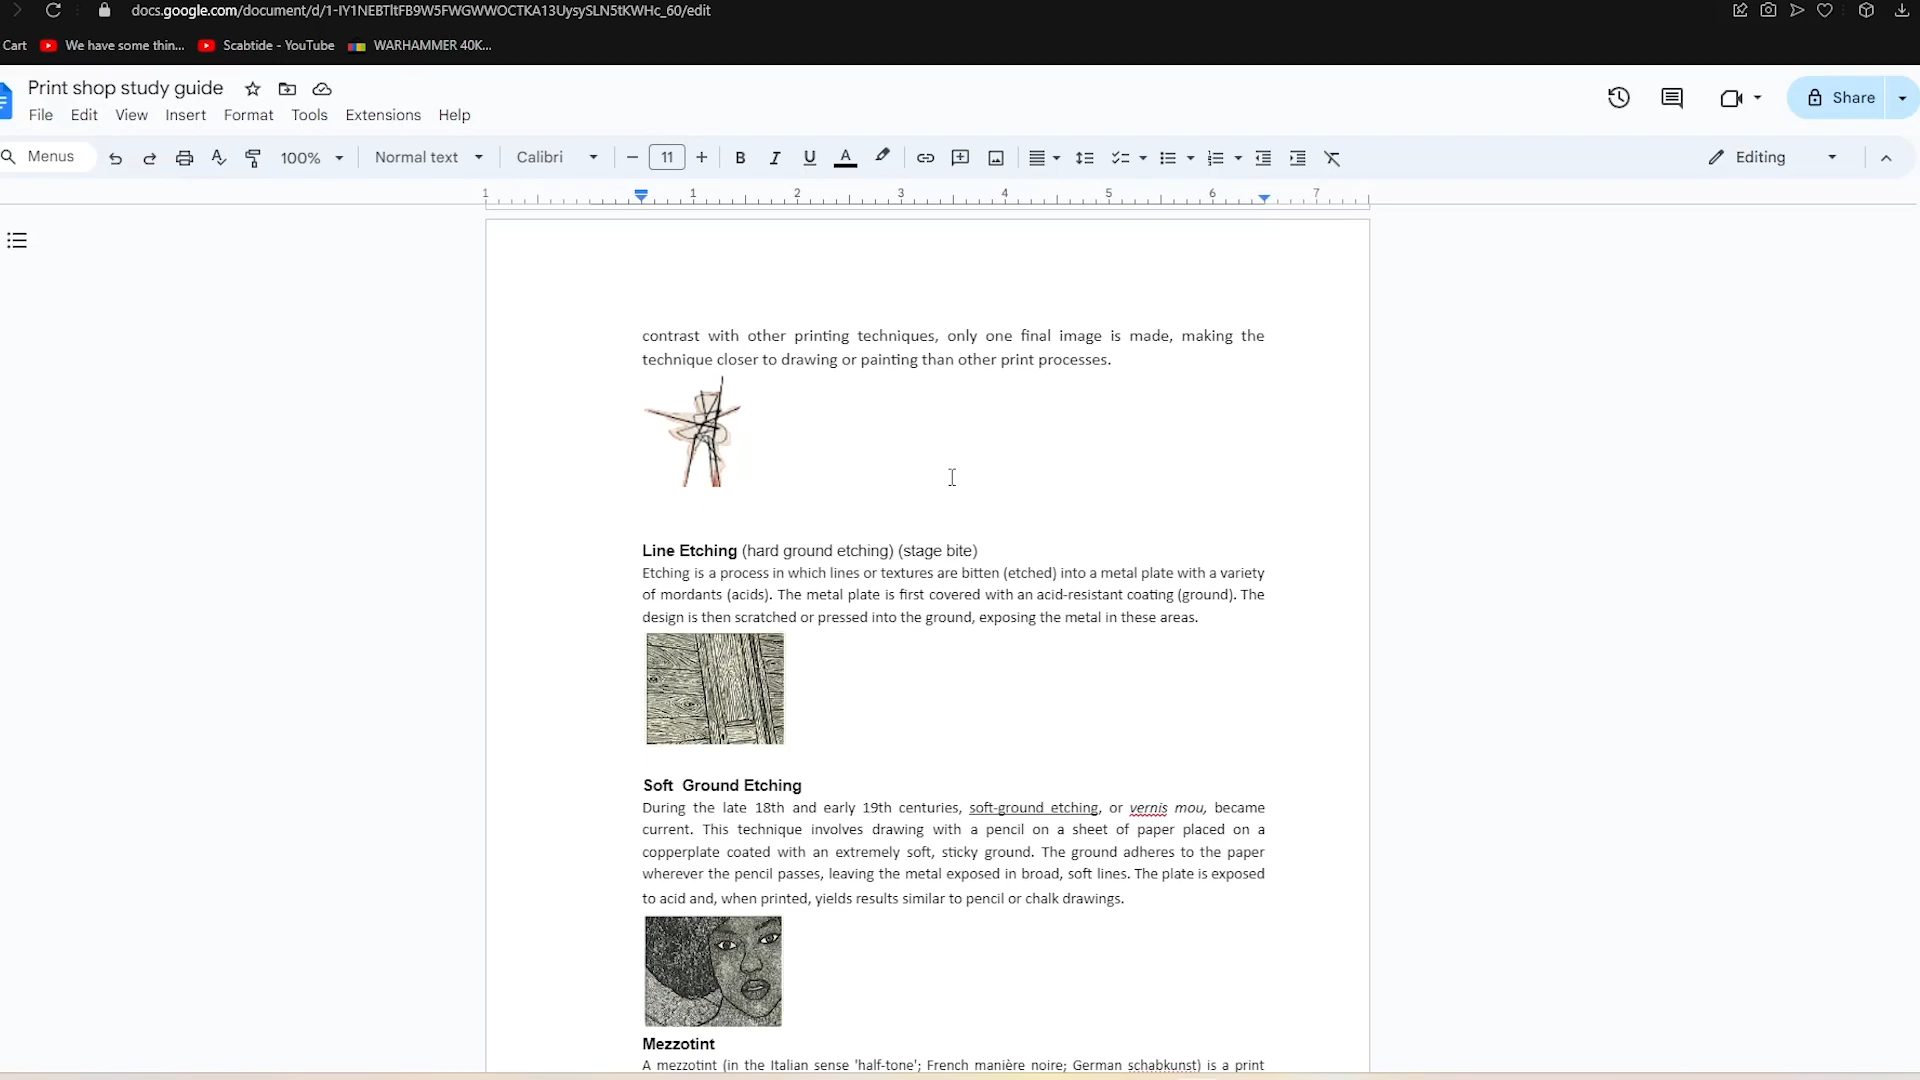 docs.google.com/document/d/1-IY1NEBTltFB9W5FWGWWOCTKA13UysySLN5tKWHc_60/edit
Cart We have some thin... Scabtide - YouTube WARHAMMER 40K...
Print shop study guide
Share
File Edit View Insert Format Tools Extensions Help
Menus 100% Normal text Calibri 11 B I U A Editing
1 1 2 3 4 5 6 7
contrast with other printing techniques, only one final image is made, making the
technique closer to drawing or painting than other print processes.
Line Etching (hard ground etching) (stage bite)
Etching is a process in which lines or textures are bitten (etched) into a metal plate with a variety
of mordants (acids). The metal plate is first covered with an acid-resistant coating (ground). The
design is then scratched or pressed into the ground, exposing the metal in these areas.
Soft Ground Etching
During the late 18th and early 19th centuries, soft-ground etching, or vernis mou, became
current. This technique involves drawing with a pencil on a sheet of paper placed on a
copperplate coated with an extremely soft, sticky ground. The ground adheres to the paper
wherever the pencil passes, leaving the metal exposed in broad, soft lines. The plate is exposed
to acid and, when printed, yields results similar to pencil or chalk drawings.
Mezzotint
A mezzotint (in the Italian sense 'half-tone'; French manière noire; German schabkunst) is a print